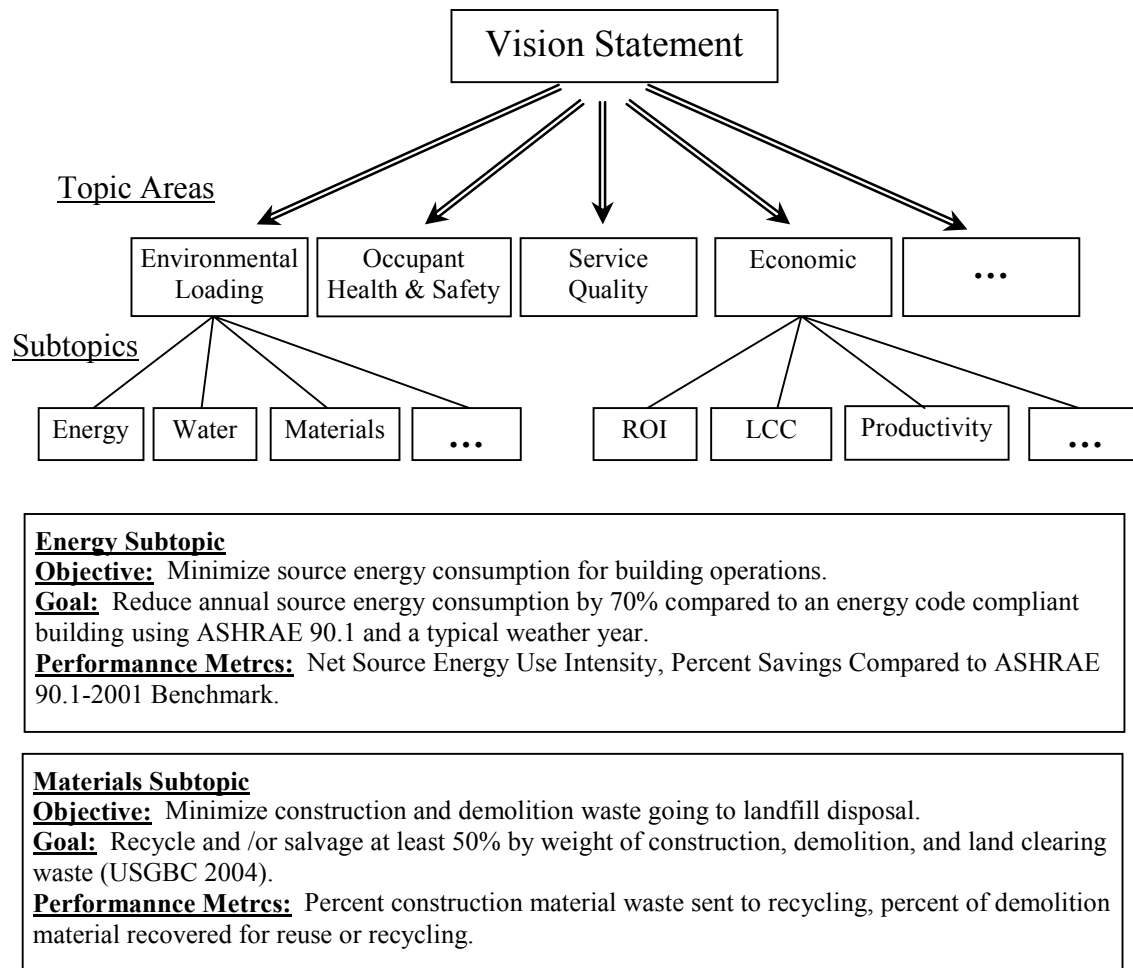 Vision Statement
Topic Areas
Environmental
Loading
Occupant
Health & Safety
Service
Quality
Economic
...
Subtopics
Energy
Water
Materials
...
ROI
LCC
Productivity
...
Energy Subtopic
Objective: Minimize source energy consumption for building operations.
Goal: Reduce annual source energy consumption by 70% compared to an energy code compliant
building using ASHRAE 90.1 and a typical weather year.
Performannce Metrcs: Net Source Energy Use Intensity, Percent Savings Compared to ASHRAE
90.1-2001 Benchmark.
Materials Subtopic
Objective: Minimize construction and demolition waste going to landfill disposal.
Goal: Recycle and /or salvage at least 50% by weight of construction, demolition, and land clearing
waste (USGBC 2004).
Performannce Metrcs: Percent construction material waste sent to recycling, percent of demolition
material recovered for reuse or recycling.